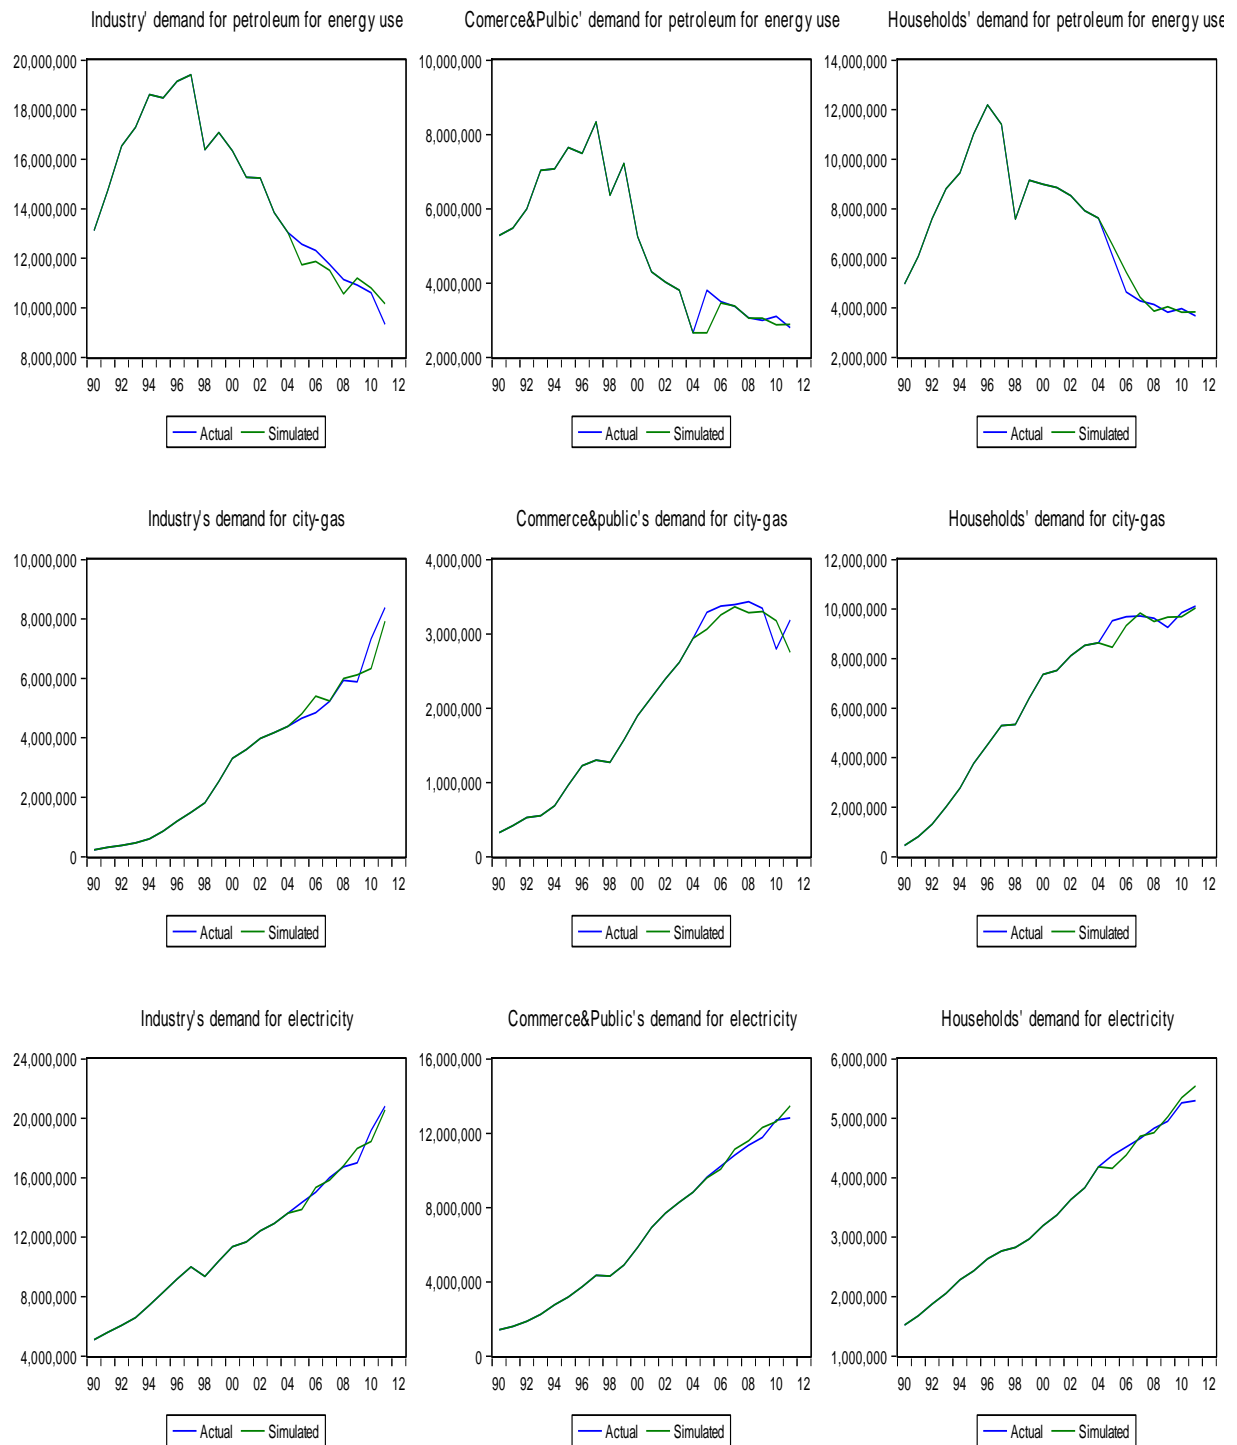 Industry' demand for petroleum for energy use
20,000,000
18,000,000
16,000,000
14,000,000
12,000,000
10,000,000
8,000,000
90 92 94 96 98 00 02 04 06 08 10 12
Actual Simulated
Comerce&Pulbic' demand for petroleum for energy use
10,000,000
8,000,000
6,000,000
4,000,000
2,000,000
90 92 94 96 98 00 02 04 06 08 10 12
Actual Simulated
Households' demand for petroleum for energy use
14,000,000
12,000,000
10,000,000
8,000,000
6,000,000
4,000,000
2,000,000
90 92 94 96 98 00 02 04 06 08 10 12
Actual Simulated
Industry's demand for city-gas
10,000,000
8,000,000
6,000,000
4,000,000
2,000,000
0
90 92 94 96 98 00 02 04 06 08 10 12
Actual Simulated
Commerce&public's demand for city-gas
4,000,000
3,000,000
2,000,000
1,000,000
0
90 92 94 96 98 00 02 04 06 08 10 12
Actual Simulated
Households' demand for city-gas
12,000,000
10,000,000
8,000,000
6,000,000
4,000,000
2,000,000
0
90 92 94 96 98 00 02 04 06 08 10 12
Actual Simulated
Industry's demand for electricity
24,000,000
20,000,000
16,000,000
12,000,000
8,000,000
4,000,000
90 92 94 96 98 00 02 04 06 08 10 12
Actual Simulated
Commerce&Public's demand for electricity
16,000,000
12,000,000
8,000,000
4,000,000
0
90 92 94 96 98 00 02 04 06 08 10 12
Actual Simulated
Households' demand for electricity
6,000,000
5,000,000
4,000,000
3,000,000
2,000,000
1,000,000
90 92 94 96 98 00 02 04 06 08 10 12
Actual Simulated